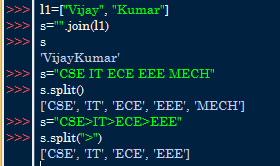 >>> l1=["Vijay", "Kumar"]
>>> s="".join(l1)
>>> s
'VijayKumar'
>>> s="CSE IT ECE EEE MECH"
>>> s.split()
['CSE', 'IT', 'ECE', 'EEE', 'MECH']
>>> s="CSE>IT>ECE>EEE"
>>> s.split(">")
['CSE', 'IT', 'ECE', 'EEE']